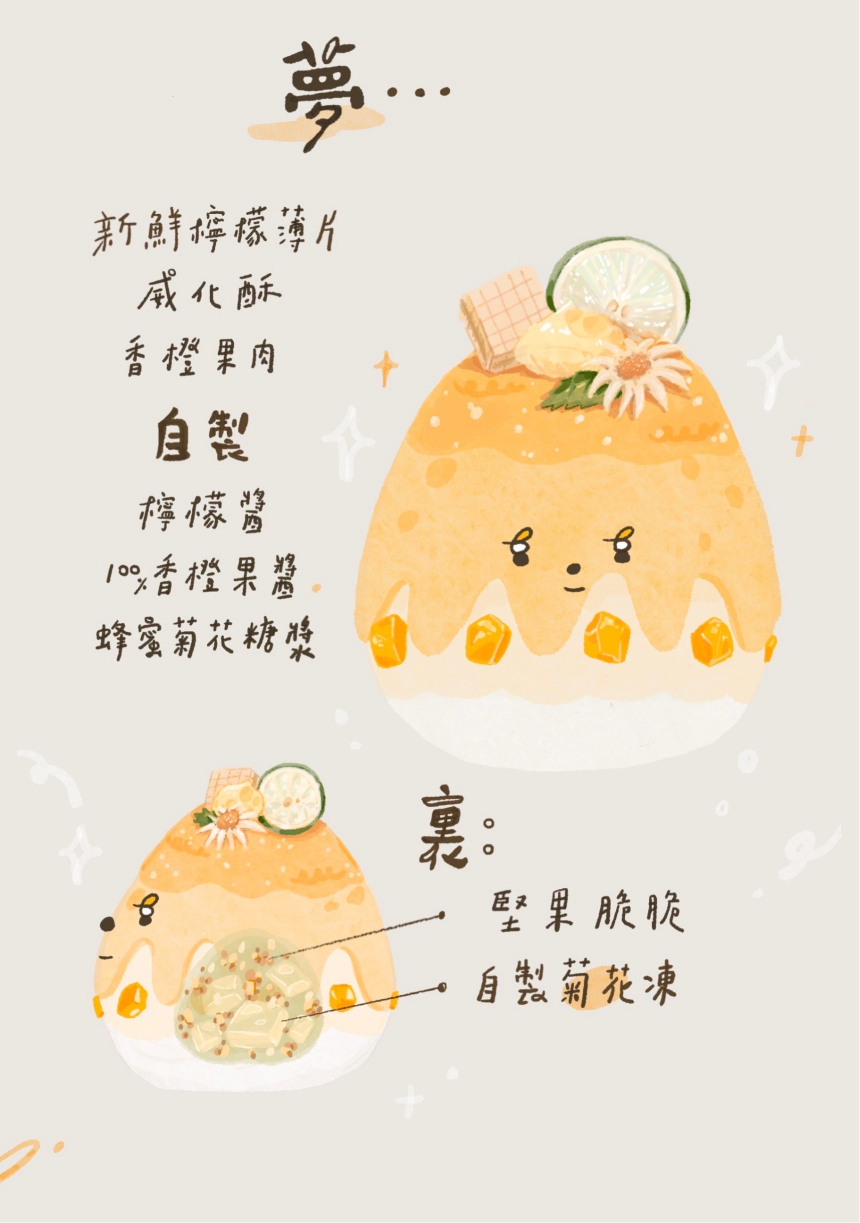 夢...
新鮮檸檬薄片
威化酥
香橙果肉
自製
檸檬醬
100%香橙果醬
蜂蜜菊花糖漿
裏：
堅果脆脆
自製菊花凍